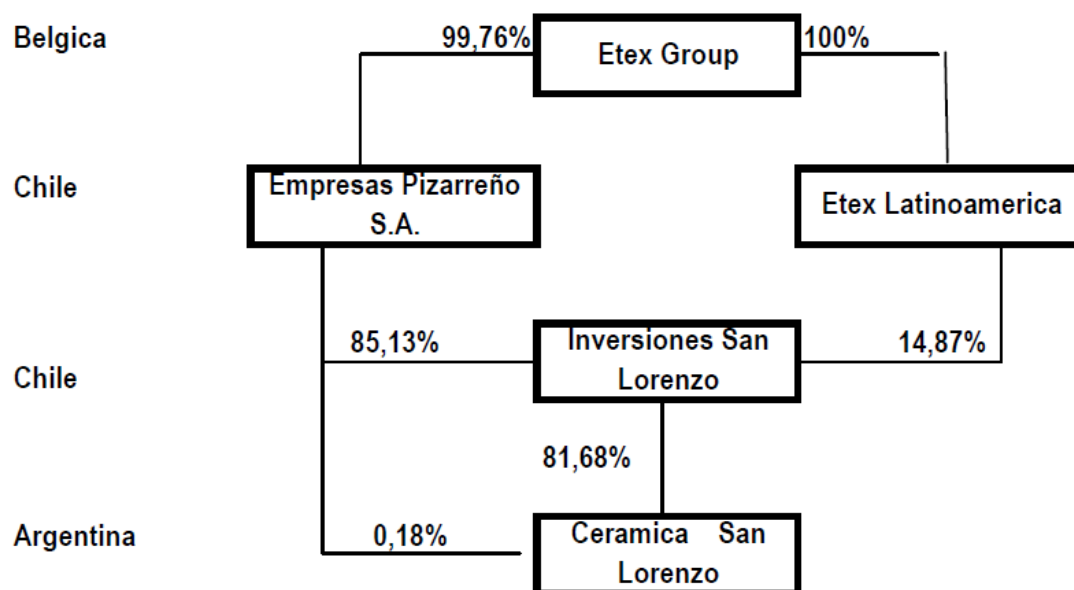 Belgica
99,76%
Etex Group
100%
Chile
Empresas Pizarreño
S.A.
Etex Latinoamerica
85,13%
Inversiones San
Lorenzo
14,87%
Chile
81,68%
Argentina
0,18%
Ceramica San
Lorenzo